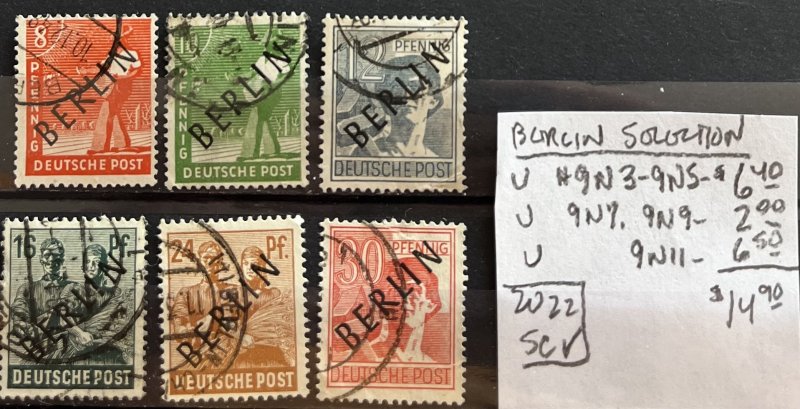 8 PFENNIG
BERLIN
DEUTSCHE POST
10 PFENNIG
BERLIN
DEUTSCHE POST
12 PFENNIG
BERLIN
DEUTSCHE POST
16 Pf.
BERLIN
DEUTSCHE POST
24 Pf.
BERLIN
DEUTSCHE POST
30 PFENNIG
BERLIN
DEUTSCHE POST
BERLIN SELECTION
U #9N3-9N5- $6.40
U 9N7, 9N9- 2.00
U 9N11- 6.50
$14.90
2022
SCV